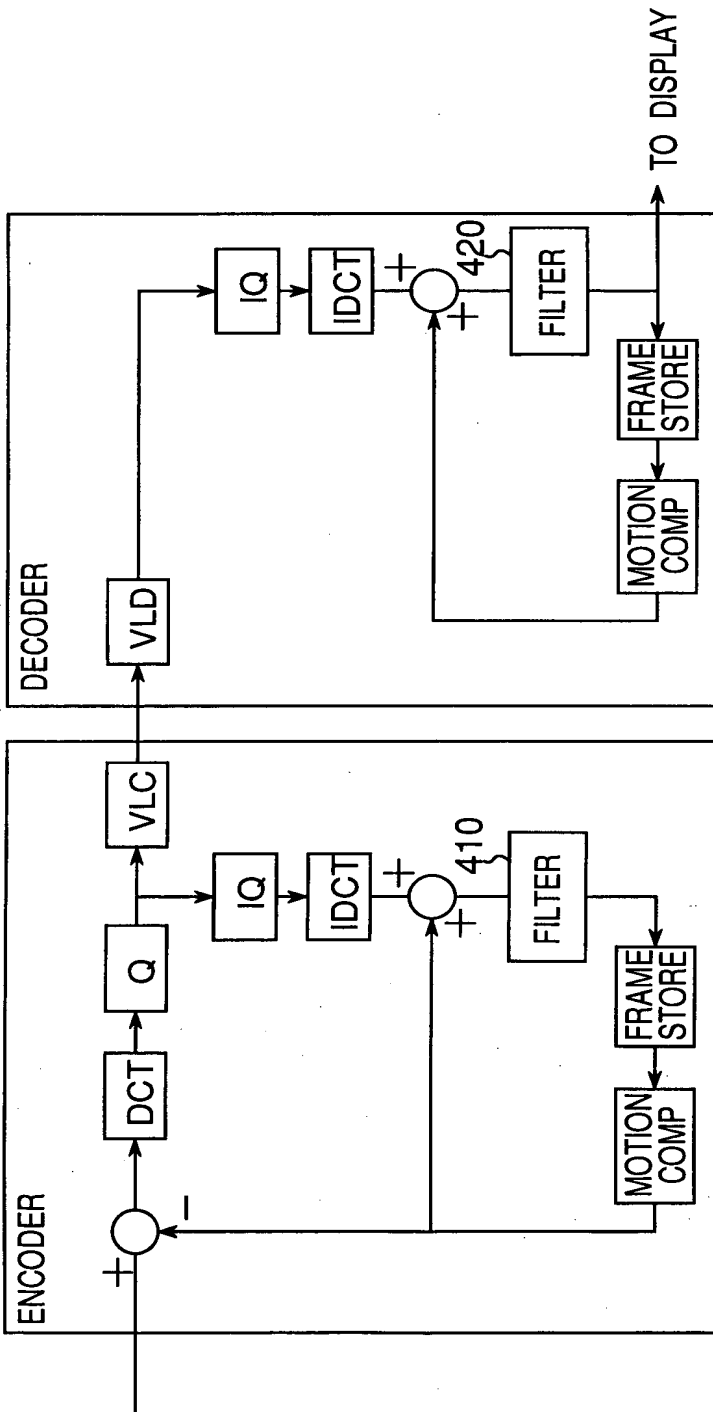 ENCODER
+
−
DCT
Q
VLC
IQ
IDCT
+
+
410
FILTER
FRAME
STORE
MOTION
COMP
DECODER
VLD
IQ
IDCT
+
+
420
FILTER
FRAME
STORE
MOTION
COMP
TO DISPLAY